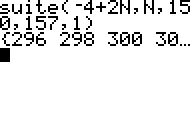 suite(-4+2N,N,15
0,157,1)
{296 298 300 30…